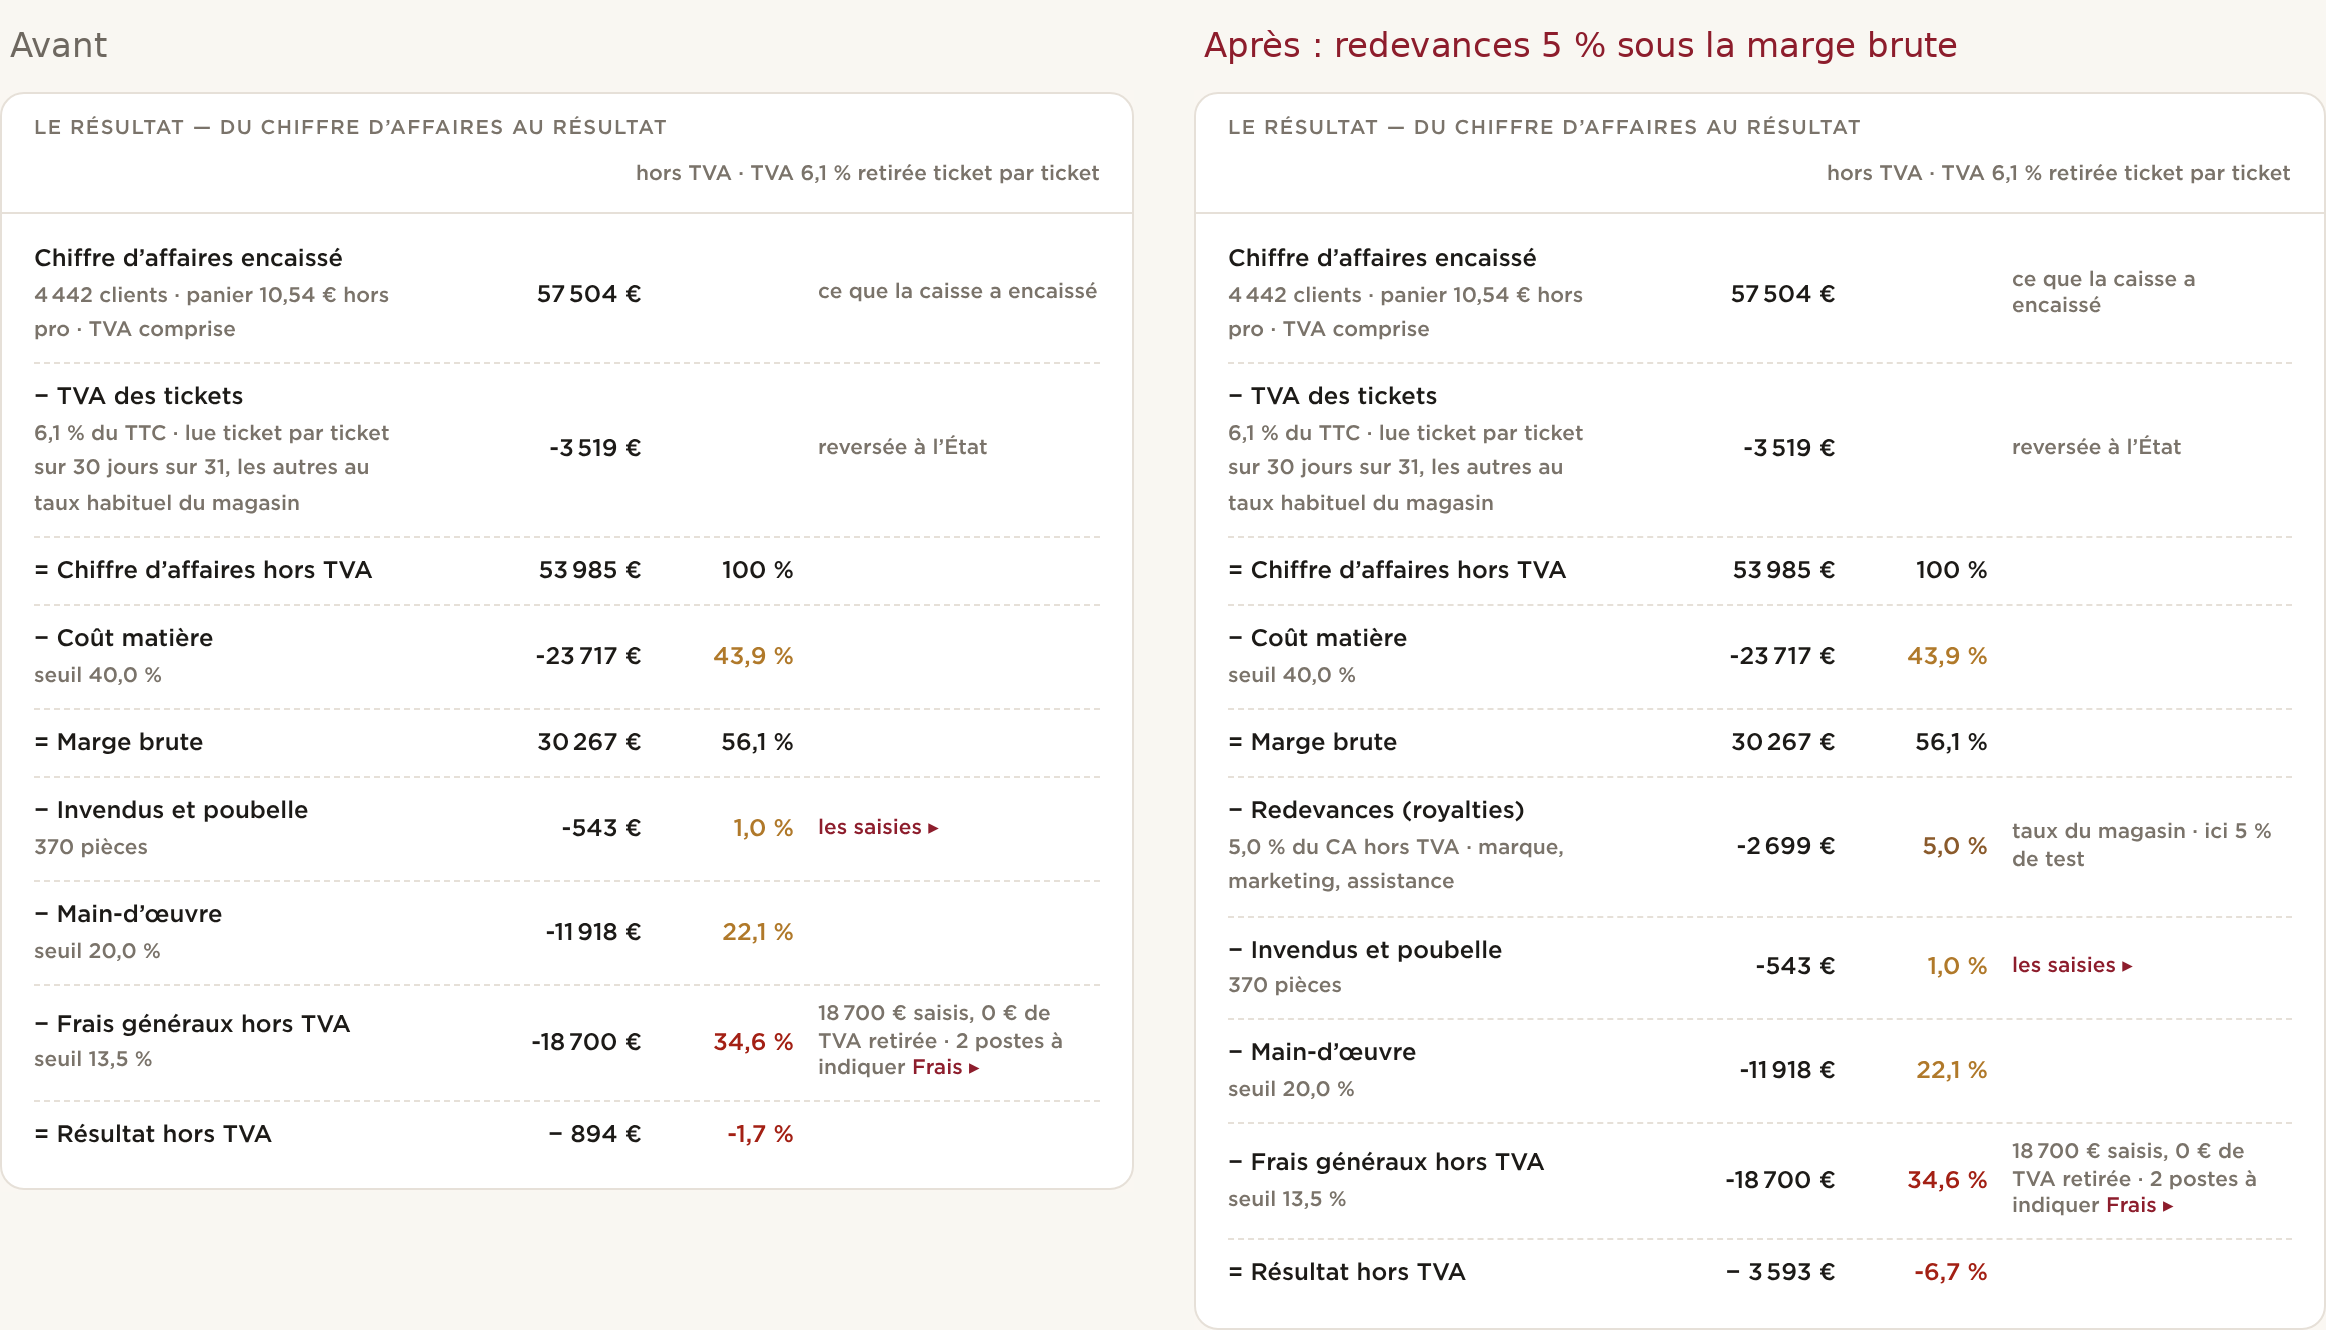 Avant
LE RÉSULTAT — DU CHIFFRE D’AFFAIRES AU RÉSULTAT
hors TVA · TVA 6,1 % retirée ticket par ticket
Chiffre d’affaires encaissé
4 442 clients · panier 10,54 € hors
pro · TVA comprise
57 504 €
ce que la caisse a encaissé
− TVA des tickets
6,1 % du TTC · lue ticket par ticket
sur 30 jours sur 31, les autres au
taux habituel du magasin
-3 519 €
reversée à l’État
= Chiffre d’affaires hors TVA
53 985 €
100 %
− Coût matière
seuil 40,0 %
-23 717 €
43,9 %
= Marge brute
30 267 €
56,1 %
− Invendus et poubelle
370 pièces
-543 €
1,0 %
les saisies ▸
− Main-d’œuvre
seuil 20,0 %
-11 918 €
22,1 %
− Frais généraux hors TVA
seuil 13,5 %
-18 700 €
34,6 %
18 700 € saisis, 0 € de
TVA retirée · 2 postes à
indiquer Frais ▸
= Résultat hors TVA
− 894 €
-1,7 %
Après : redevances 5 % sous la marge brute
LE RÉSULTAT — DU CHIFFRE D’AFFAIRES AU RÉSULTAT
hors TVA · TVA 6,1 % retirée ticket par ticket
Chiffre d’affaires encaissé
4 442 clients · panier 10,54 € hors
pro · TVA comprise
57 504 €
ce que la caisse a
encaissé
− TVA des tickets
6,1 % du TTC · lue ticket par ticket
sur 30 jours sur 31, les autres au
taux habituel du magasin
-3 519 €
reversée à l’État
= Chiffre d’affaires hors TVA
53 985 €
100 %
− Coût matière
seuil 40,0 %
-23 717 €
43,9 %
= Marge brute
30 267 €
56,1 %
− Redevances (royalties)
5,0 % du CA hors TVA · marque,
marketing, assistance
-2 699 €
5,0 %
taux du magasin · ici 5 %
de test
− Invendus et poubelle
370 pièces
-543 €
1,0 %
les saisies ▸
− Main-d’œuvre
seuil 20,0 %
-11 918 €
22,1 %
− Frais généraux hors TVA
seuil 13,5 %
-18 700 €
34,6 %
18 700 € saisis, 0 € de
TVA retirée · 2 postes à
indiquer Frais ▸
= Résultat hors TVA
− 3 593 €
-6,7 %